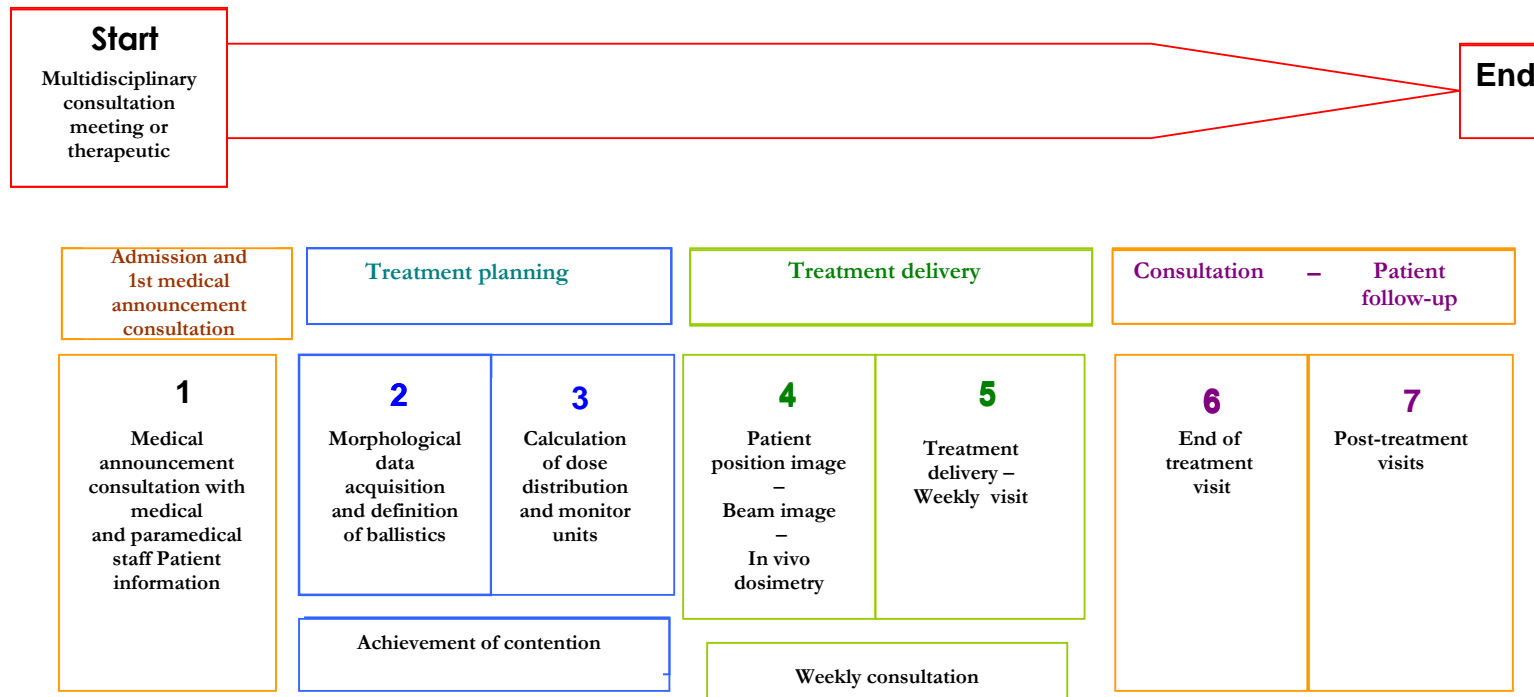 Start
Multidisciplinary
consultation
meeting or
therapeutic
End
Admission and
1st medical
announcement
consultation
Treatment planning
Treatment delivery
Consultation – Patient
follow-up
1
Medical
announcement
consultation with
medical
and paramedical
staff Patient
information
2
Morphological
data
acquisition
and definition
of ballistics
3
Calculation
of dose
distribution
and monitor
units
4
Patient
position image
–
Beam image
–
In vivo
dosimetry
5
Treatment
delivery –
Weekly visit
6
End of
treatment
visit
7
Post-treatment
visits
Achievement of contention
Weekly consultation